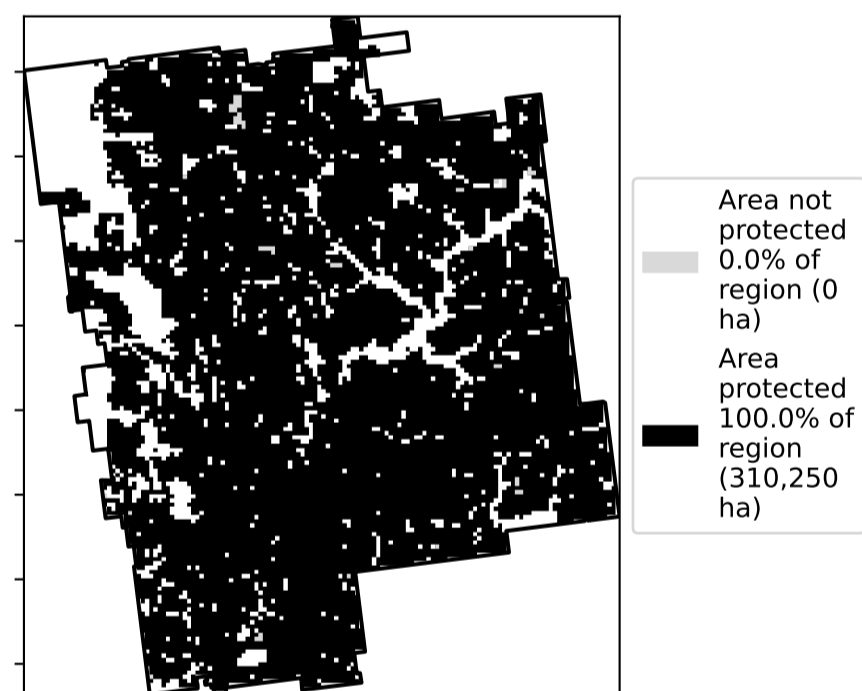 Area not
protected
0.0% of
region (0
ha)
Area
protected
100.0% of
region
(310,250
ha)